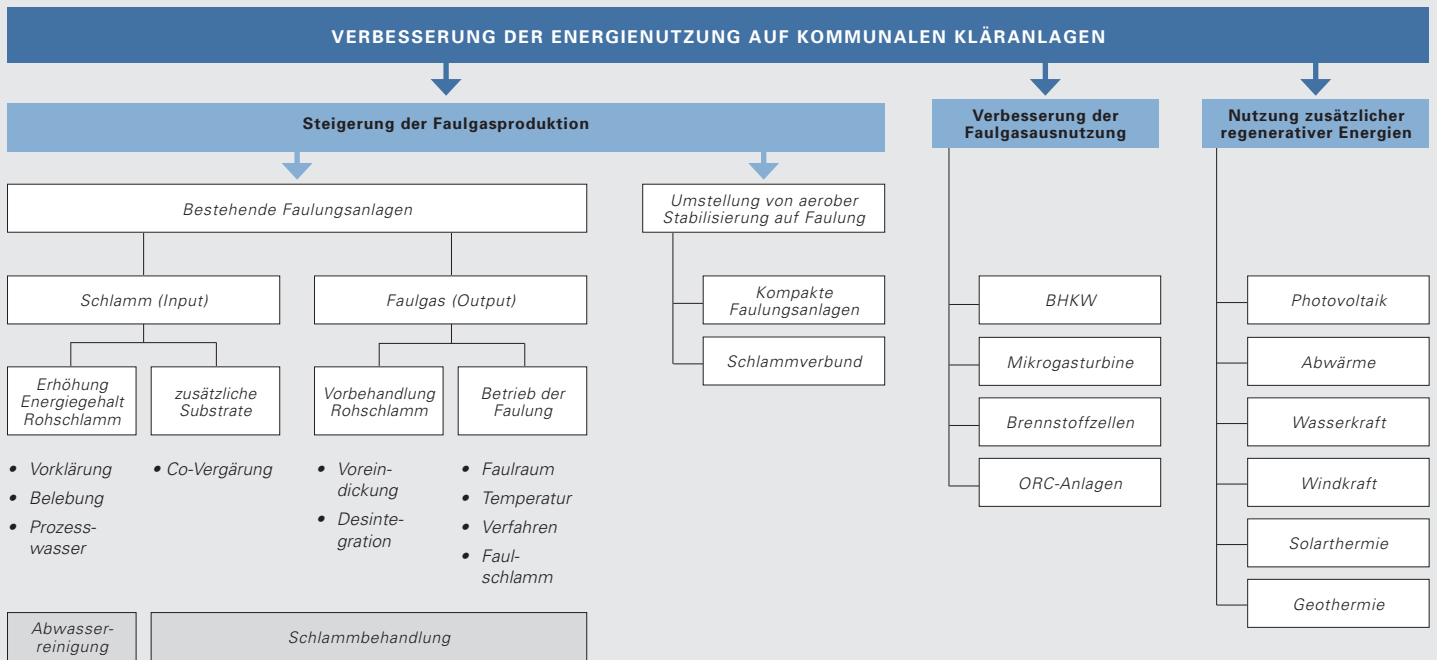 VERBESSERUNG DER ENERGIENUTZUNG AUF KOMMUNALEN KLÄRANLAGEN
Steigerung der Faulgasproduktion
Verbesserung der
Faulgasausnutzung
Nutzung zusätzlicher
regenerativer Energien
Bestehende Faulungsanlagen
Umstellung von aerober
Stabilisierung auf Faulung
Schlamm (Input)
Faulgas (Output)
Erhöhung
Energiegehalt
Rohschlamm
zusätzliche
Substrate
Vorbehandlung
Rohschlamm
Betrieb der
Faulung
• Vorklärung
• Belebung
• Prozess-
wasser
• Co-Vergärung
• Vorein-
dickung
• Desinte-
gration
• Faulraum
• Temperatur
• Verfahren
• Faul-
schlamm
Abwasser-
reinigung
Schlammbehandlung
Kompakte
Faulungsanlagen
Schlammverbund
BHKW
Mikrogasturbine
Brennstoffzellen
ORC-Anlagen
Photovoltaik
Abwärme
Wasserkraft
Windkraft
Solarthermie
Geothermie